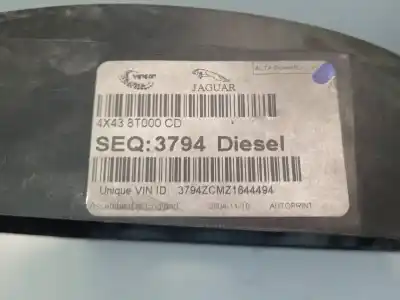 JAGUAR
4X43 8T000 CD
SEQ: 3794 Diesel
Unique VIN ID 3794ZCMZ1644494
AUTOPRINT